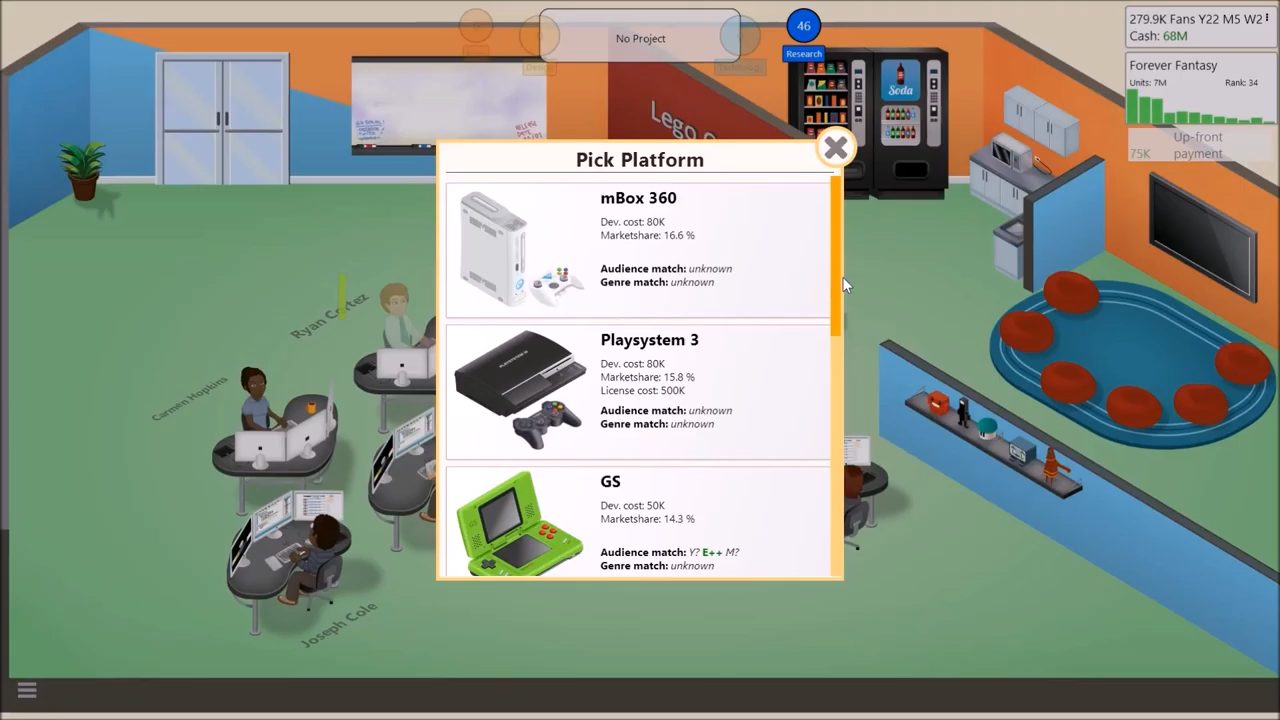 No Project
46
Research
279.9K Fans Y22 M5 W2
Cash: 68M
Forever Fantasy
Units: 7M
Rank: 34
Up-front
75K payment
Soda
RELEASE
Lego
Pick Platform
mBox 360
Dev. cost: 80K
Marketshare: 16.6 %
Audience match: unknown
Genre match: unknown
Playsystem 3
Dev. cost: 80K
Marketshare: 15.8 %
License cost: 500K
Audience match: unknown
Genre match: unknown
GS
Dev. cost: 50K
Marketshare: 14.3 %
Audience match: Y? E++ M?
Genre match: unknown
Ryan Cortez
Carmen Hopkins
Joseph Cole